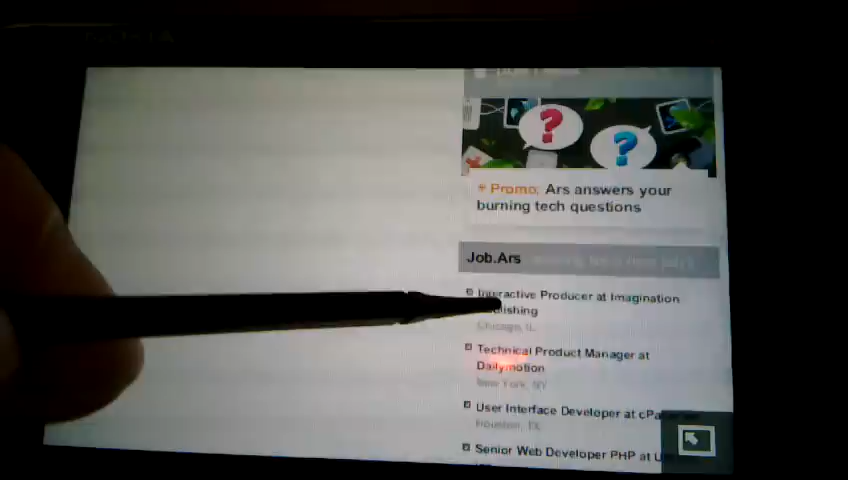 NOKIA
Promo: Ars answers your
burning tech questions
Job.Ars
Interactive Producer at Imagination
Chicago, IL
Technical Product Manager at
Dailymotion
New York, NY
User Interface Developer at
Houston, TX
Senior Web Developer PHP at